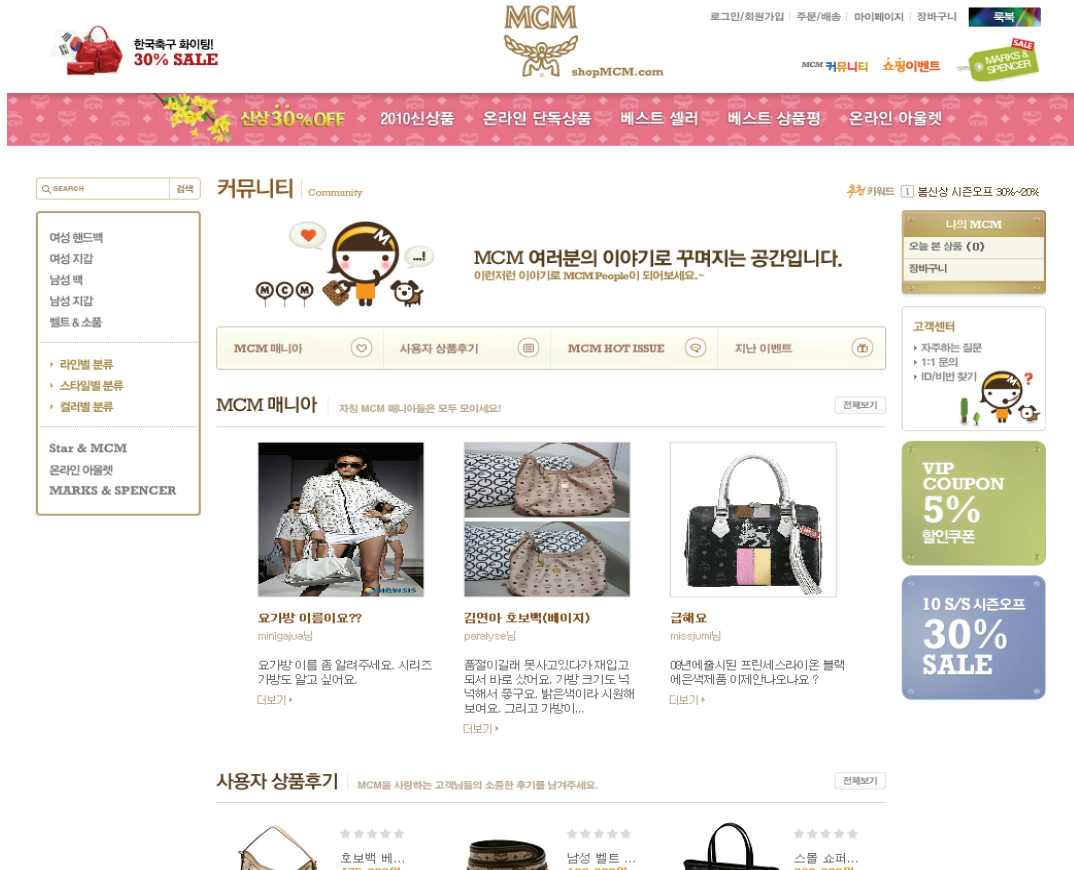 한국축구 화이팅!
30% SALE
MCM
shopMCM.com
로그인/회원가입
주문/배송
마이페이지
장바구니
룩북
MCM 커뮤니티
쇼핑이벤트
SALE
MARKS &
SPENCER
신상30%OFF
2010신상품
온라인 단독상품
베스트 셀러
베스트 상품평
온라인 아울렛
SEARCH
검색
커뮤니티
Community
추천키워드
1
봄신상 시즌오프 30%~20%
여성 핸드백
여성 지갑
남성 백
남성 지갑
벨트 & 소품
라인별 분류
스타일별 분류
컬러별 분류
Star & MCM
온라인 아울렛
MARKS & SPENCER
M
...!
M C M
MCM 여러분의 이야기로 꾸며지는 공간입니다.
이런저런 이야기로 MCM People이 되어보세요.~
나의 MCM
오늘 본 상품 (0)
장바구니
고객센터
자주하는 질문
1:1 문의
ID/비번 찾기
?
M
VIP
COUPON
5%
할인쿠폰
10 S/S 시즌오프
30%
SALE
MCM 매니아
사용자 상품후기
MCM HOT ISSUE
지난 이벤트
MCM 매니아
자칭 MCM 매니아들은 모두 모이세요!
전체보기
요가방 이름이요??
minigajua님
요가방 이름 좀 알려주세요. 시리즈
가방도 알고 싶어요.
더보기
김연아 호보빽(베이지)
paralyse님
품절이길래 못사고있다가 재입고
되서 바로 샀어요. 가방 크기도 넉
넉해서 좋구요. 밝은색이라 시원해
보여요. 그리고 가방이...
더보기
급해요
missjumi님
08년에출시된 프린세스라이온 블랙
에은색제품 이제안나오나요 ?
더보기
사용자 상품후기
MCM을 사랑하는 고객님들의 소중한 후기를 남겨주세요.
전체보기
호보백 베...
남성 벨트 ...
스몰 쇼퍼...